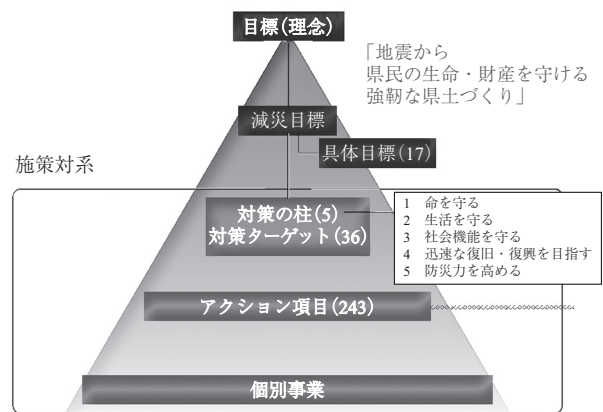 目標(理念)
「地震から
県民の生命・財産を守ける
強靭な県土づくり」
減災目標
具体目標(17)
施策対系
対策の柱(5)
対策ターゲット(36)
1 命を守る
2 生活を守る
3 社会機能を守る
4 迅速な復旧・復興を目指す
5 防災力を高める
アクション項目(243)
個別事業